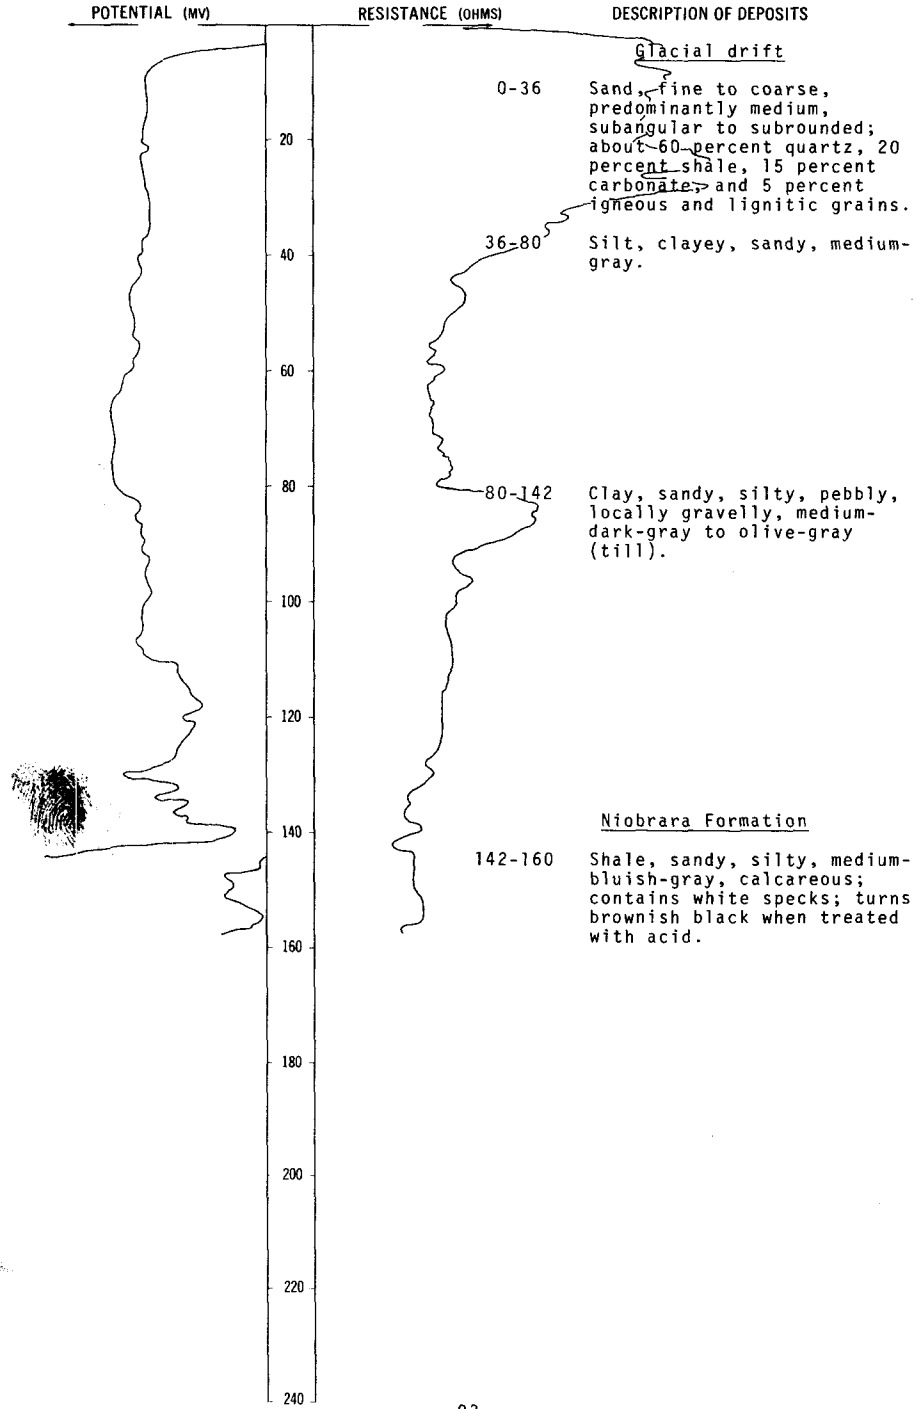 POTENTIAL (MV) RESISTANCE (OHMS) DESCRIPTION OF DEPOSITS
Glacial drift
0-36 Sand, fine to coarse,
predominantly medium,
subangular to subrounded;
about 60 percent quartz, 20
percent shale, 15 percent
carbonate, and 5 percent
igneous and lignitic grains.
20
36-80 Silt, clayey, sandy, medium-
gray.
40
60
80
80-142 Clay, sandy, silty, pebbly,
locally gravelly, medium-
dark-gray to olive-gray
(till).
100
120
140
Niobrara Formation
142-160 Shale, sandy, silty, medium-
bluish-gray, calcareous;
contains white specks; turns
brownish black when treated
with acid.
160
180
200
220
240